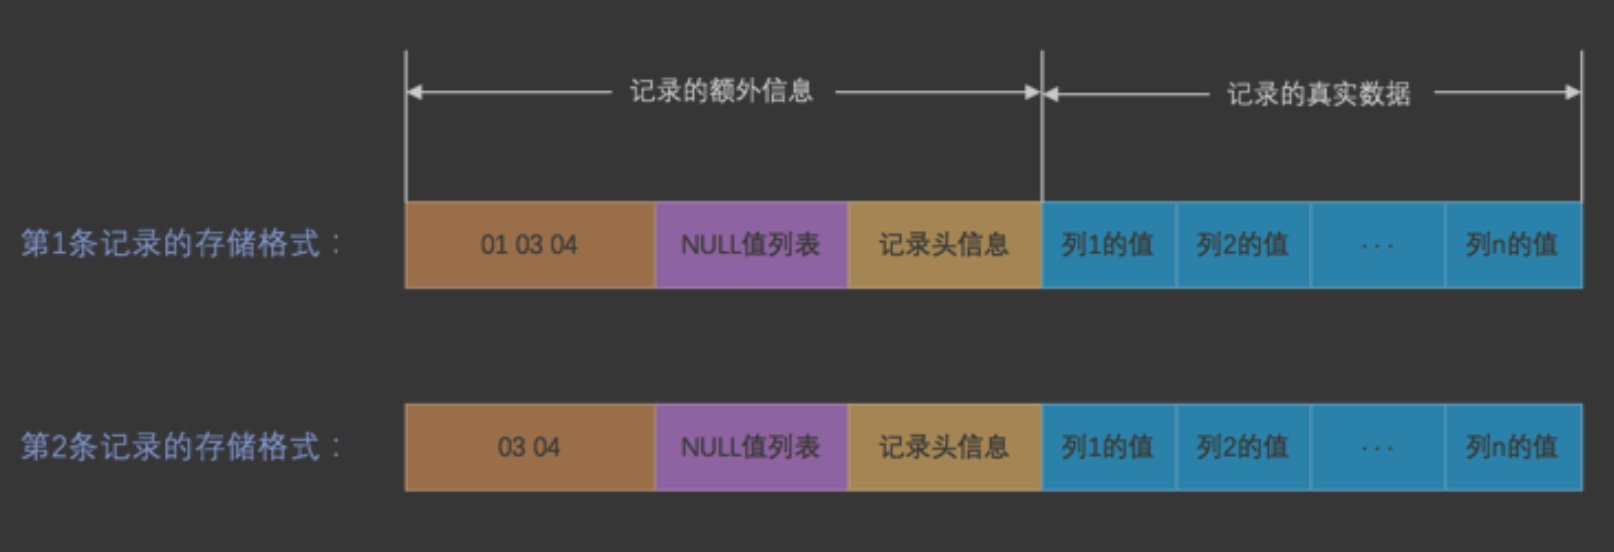 记录的额外信息 记录的真实数据
第1条记录的存储格式： 01 03 04 NULL值列表 记录头信息 列1的值 列2的值 ... 列n的值
第2条记录的存储格式： 03 04 NULL值列表 记录头信息 列1的值 列2的值 ... 列n的值